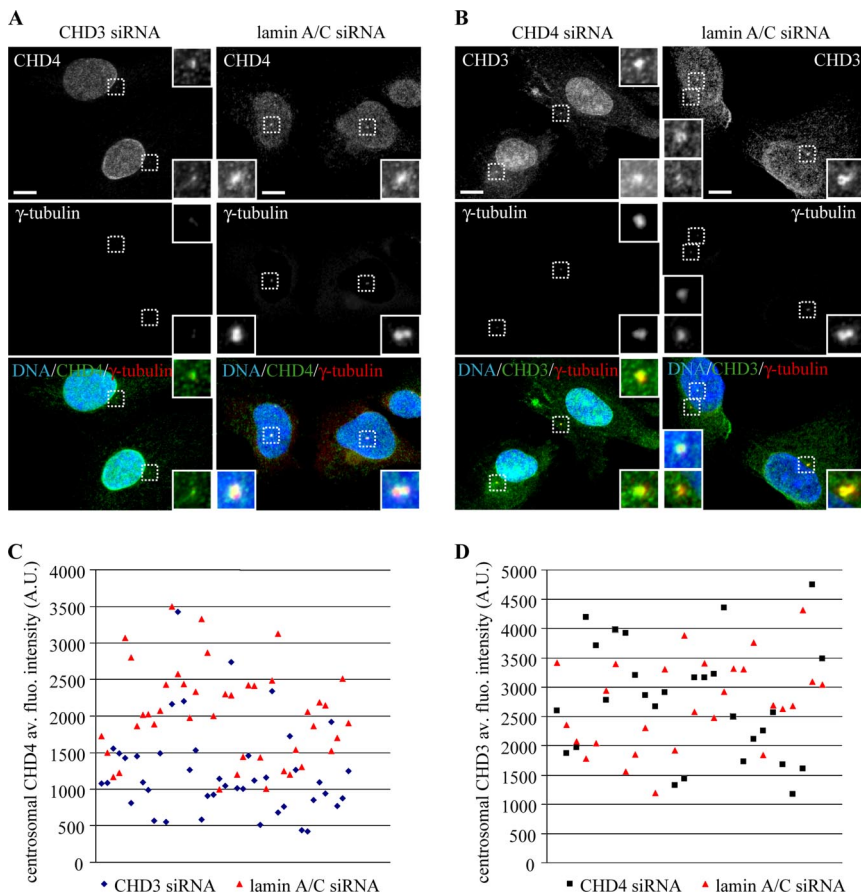 A
B
CHD3 siRNA
lamin A/C siRNA
CHD4 siRNA
lamin A/C siRNA
CHD4
CHD4
CHD3
CHD3
γ-tubulin
γ-tubulin
γ-tubulin
γ-tubulin
DNA/CHD4/γ-tubulin
DNA/CHD4/γ-tubulin
DNA/CHD3/γ-tubulin
DNA/CHD3/γ-tubulin
C
centrosomal CHD4 av. fluo. intensity (A.U.)
4000
3500
3000
2500
2000
1500
1000
500
0
CHD3 siRNA
lamin A/C siRNA
D
centrosomal CHD3 av. fluo. intensity (A.U.)
5000
4500
4000
3500
3000
2500
2000
1500
1000
500
0
CHD4 siRNA
lamin A/C siRNA